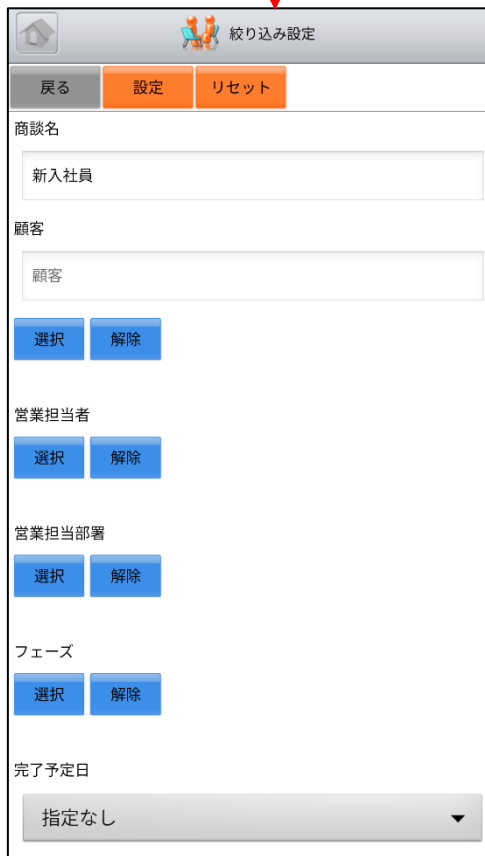 絞り込み設定
戻る 設定 リセット
商談名
新入社員
顧客
顧客
選択 解除
営業担当者
選択 解除
営業担当部署
選択 解除
フェーズ
選択 解除
完了予定日
指定なし